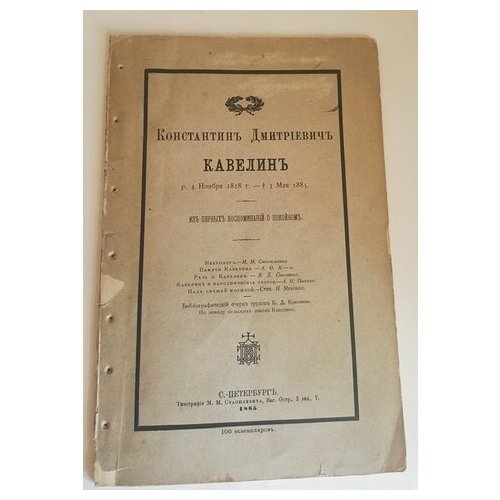 Константинъ Дмитріевичъ
КАВЕЛИНЪ
р. 4 Ноября 1818 г. — † 3 Мая 1885.
ИЗЪ ПЕРВЫХЪ ВОСПОМИНАНІЙ О ПОКОЙНОМЪ.
Некрологъ.—М. М. Стасюлевича.
Памяти Кавелина.—А. Ѳ. К—и.
Рѣчь о Кавелинѣ.—В. Д. Спасовича.
Кавелинъ и народническія теоріи.—А. Н. Пыпина.
Надъ свѣжей могилой.—Стих. Н. Минскаго.
Библіографическій очеркъ трудовъ К. Д. Кавелина.
По поводу сельскихъ школъ Кавелина.
С.-ПЕТЕРБУРГЪ.
Типографія М. М. Стасюлевича, Вас. Остр., 2 лин., 7.
1885
100 экземпляровъ.